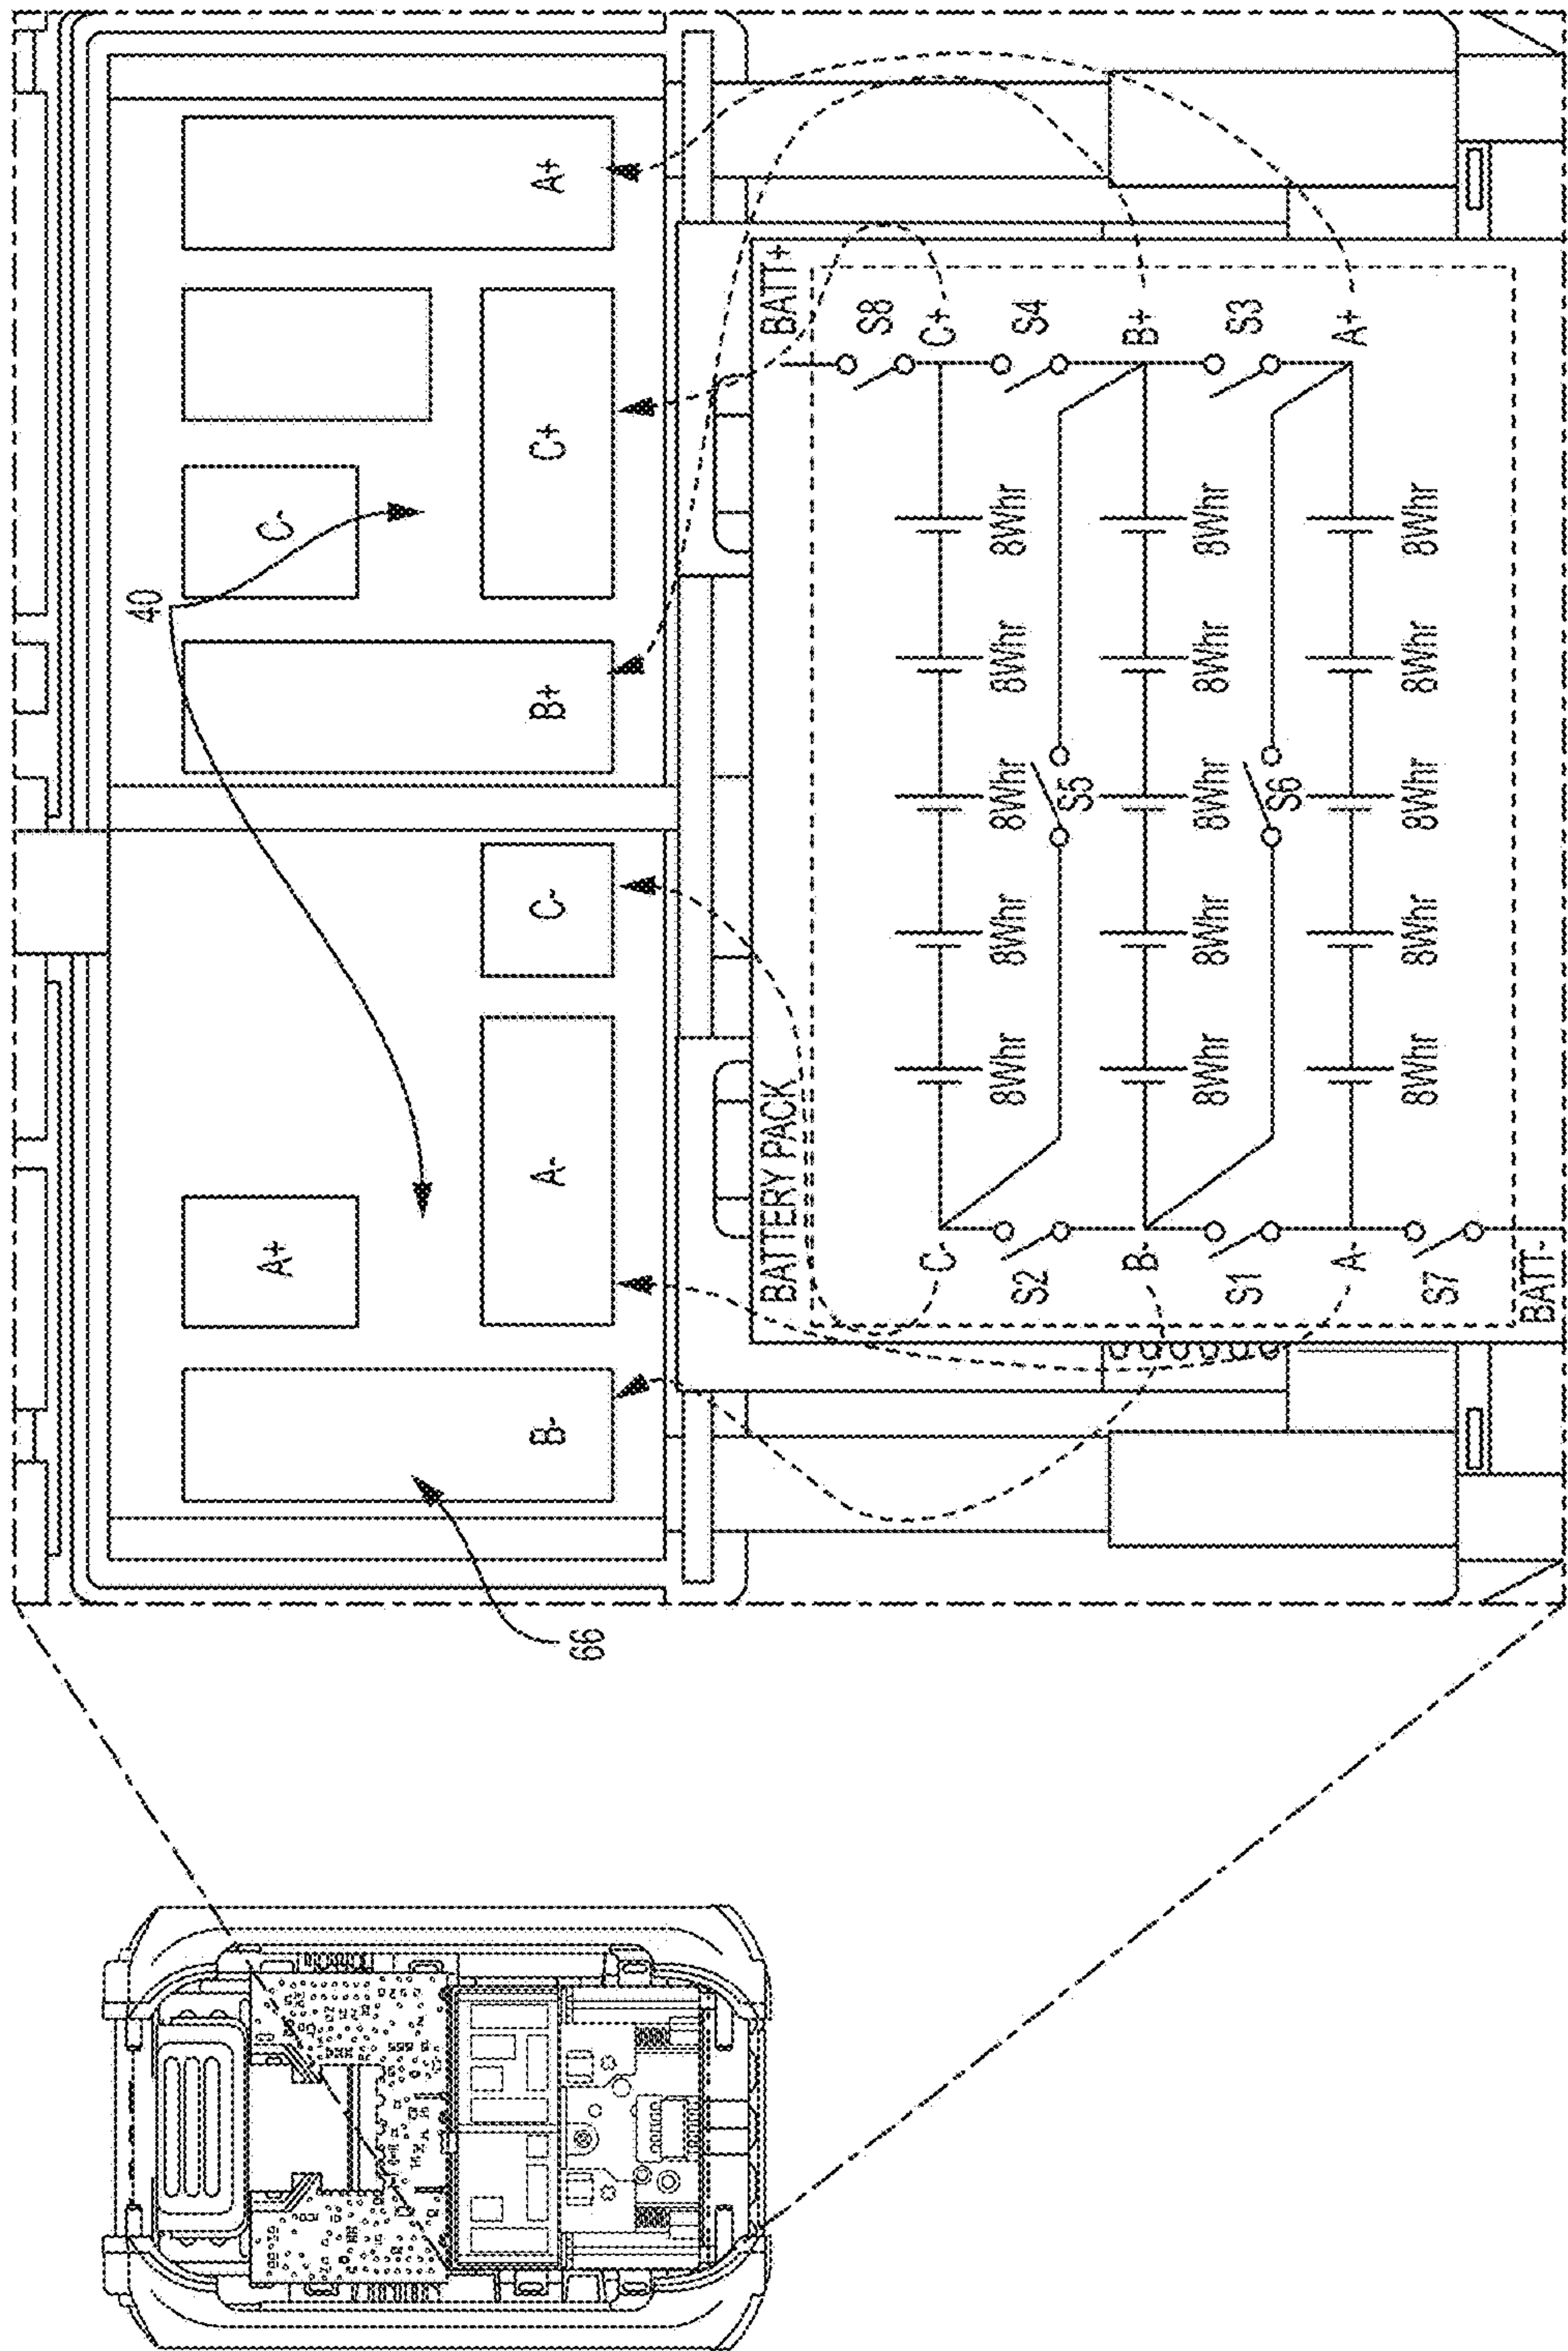 40
A+ C-
B- A- C- B+ C+ A+
66
BATTERY PACK BATT+
S8
C- C+
8Whr 8Whr 8Whr 8Whr 8Whr
S2 S4
S5
B- B+
8Whr 8Whr 8Whr 8Whr 8Whr
S1 S3
S6
A- A+
8Whr 8Whr 8Whr 8Whr 8Whr
S7
BATT-